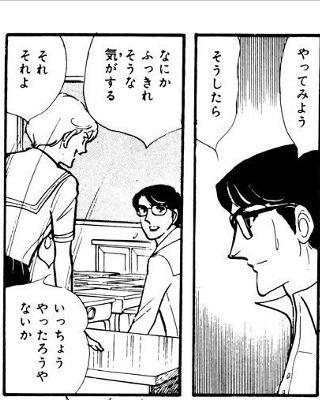 やってみよう
そうしたら
なにか
ふっきれ
そうな
気がする
それ
それよ
いっちょう
やったろうや
ないか